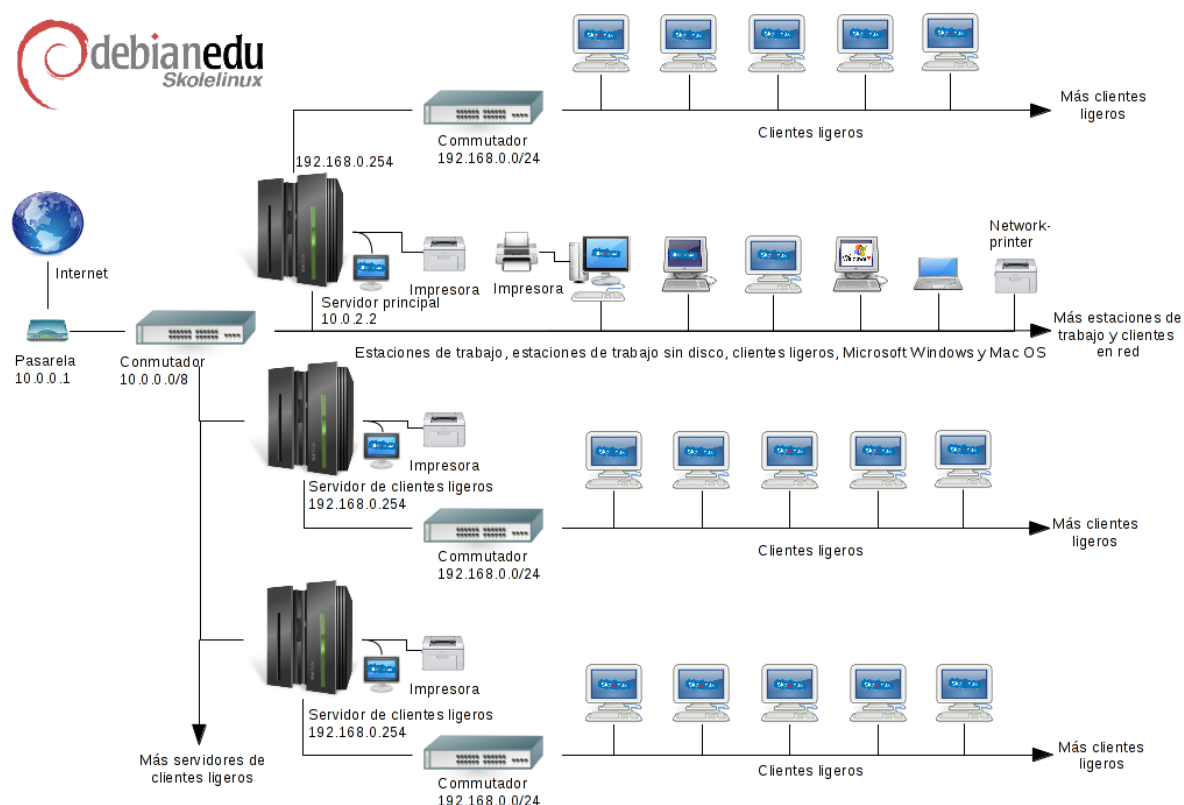 debianedu
Skolelinux
Commutador
192.168.0.0/24
Clientes ligeros
Más clientes
ligeros
192.168.0.254
Internet
Pasarela
10.0.0.1
Commutador
10.0.0.0/8
Servidor principal
10.0.2.2
Impresora
Impresora
Network-
printer
Más estaciones de
trabajo y clientes
en red
Estaciones de trabajo, estaciones de trabajo sin disco, clientes ligeros, Microsoft Windows y Mac OS
Impresora
Servidor de clientes ligeros
192.168.0.254
Commutador
192.168.0.0/24
Clientes ligeros
Más clientes
ligeros
Impresora
Servidor de clientes ligeros
192.168.0.254
Commutador
192.168.0.0/24
Clientes ligeros
Más clientes
ligeros
Más servidores de
clientes ligeros